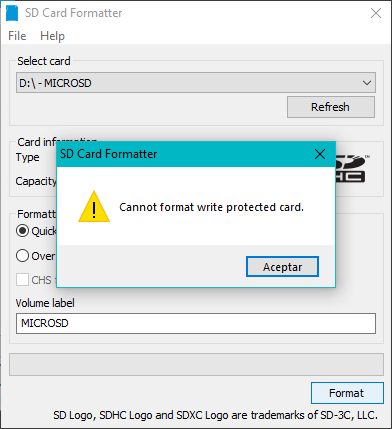 SD Card Formatter
File Help
Select card
D:\ - MICROSD
Refresh
Card information
Type
Capacity
SD Card Formatter
Cannot format write protected card.
Aceptar
Quick
CHS
Volume label
MICROSD
Format
SD Logo, SDHC Logo and SDXC Logo are trademarks of SD-3C, LLC.